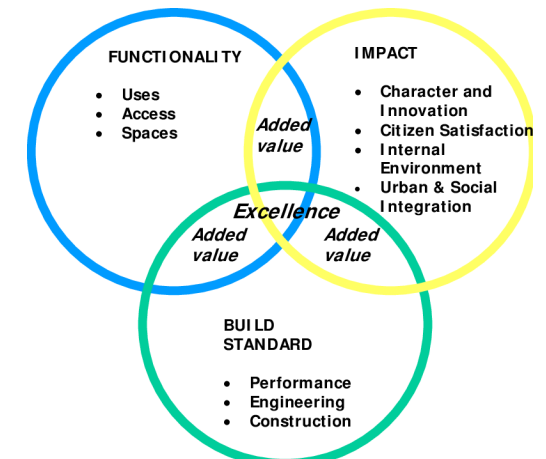 FUNCTIONALITY
• Uses
• Access
• Spaces
IMPACT
• Character and
Innovation
• Citizen Satisfaction
• Internal
Environment
• Urban & Social
Integration
Added
value
Excellence
Added
value
Added
value
BUILD
STANDARD
• Performance
• Engineering
• Construction